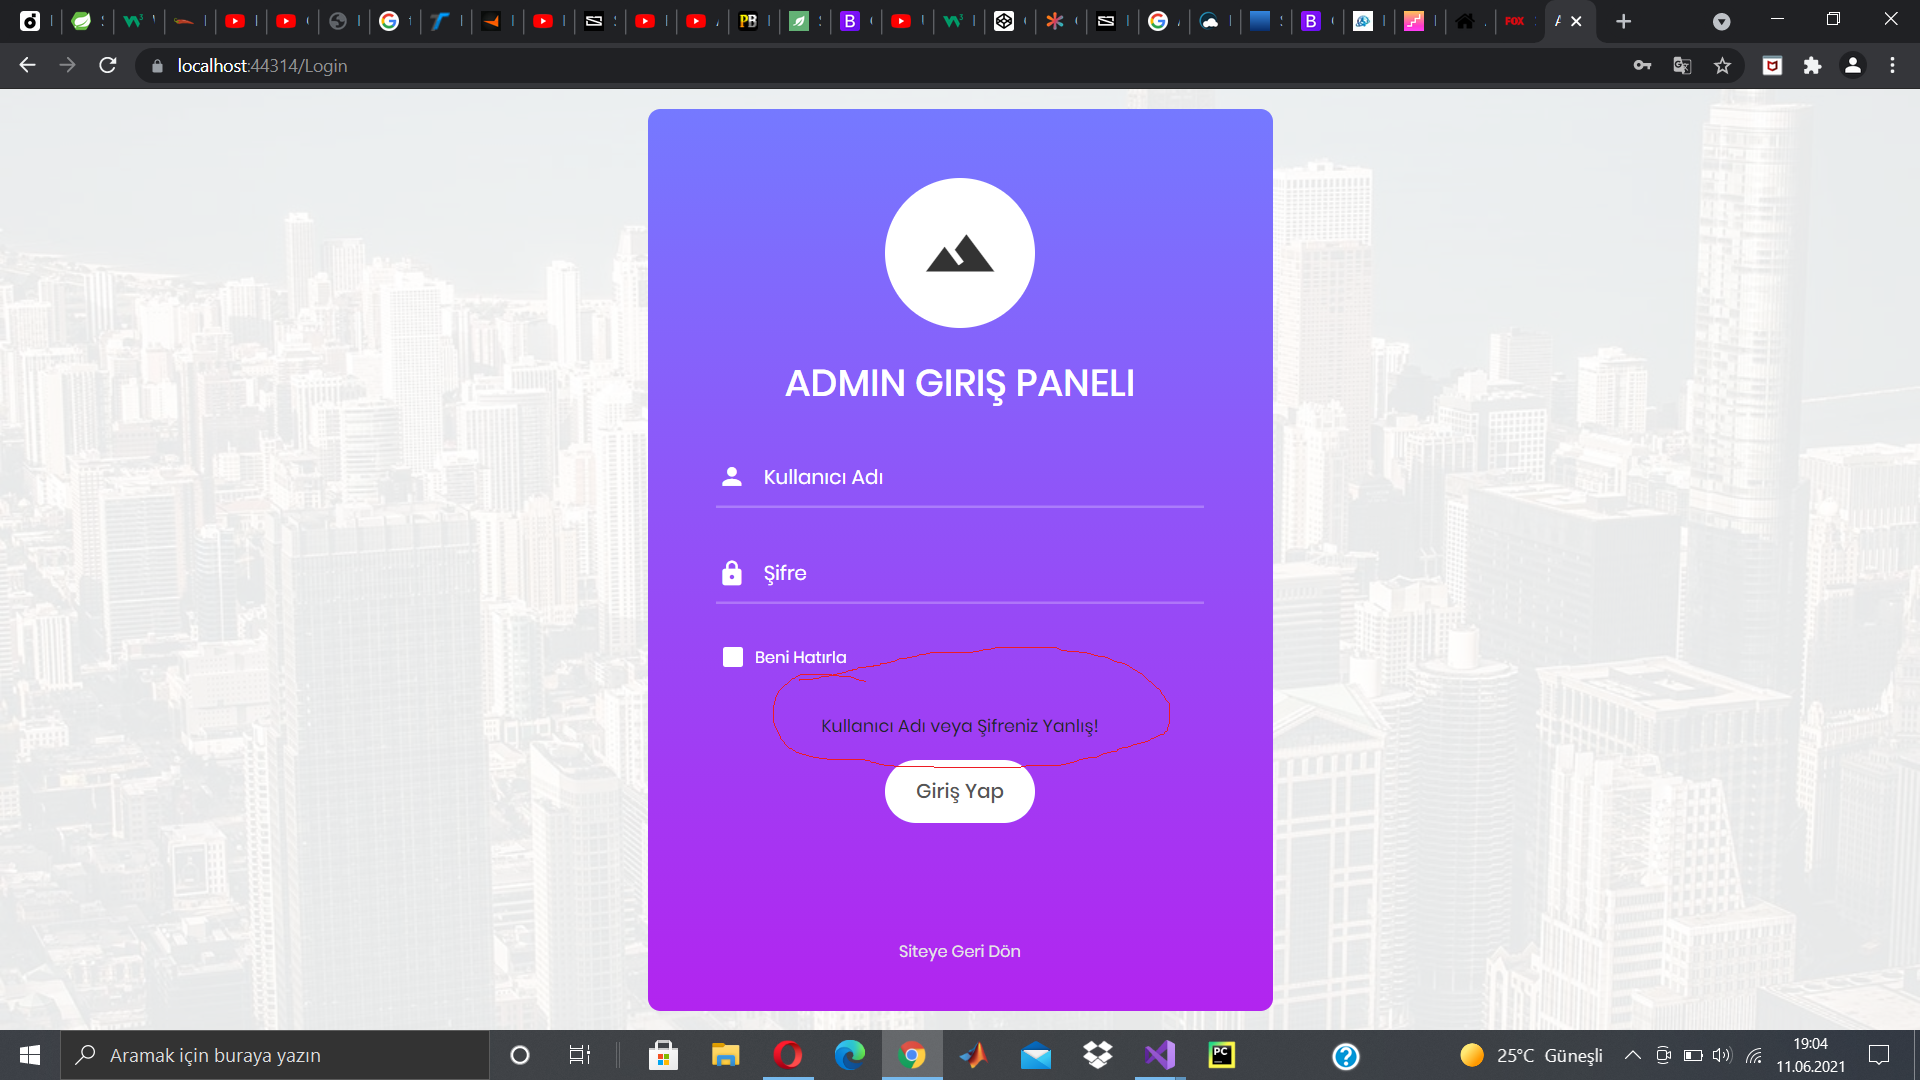 localhost:44314/Login
ADMIN GIRIŞ PANELI
Kullanıcı Adı
Şifre
Beni Hatırla
Kullanıcı Adı veya Şifreniz Yanlış!
Giriş Yap
Siteye Geri Dön
Aramak için buraya yazın
25°C Güneşli
19:04
11.06.2021